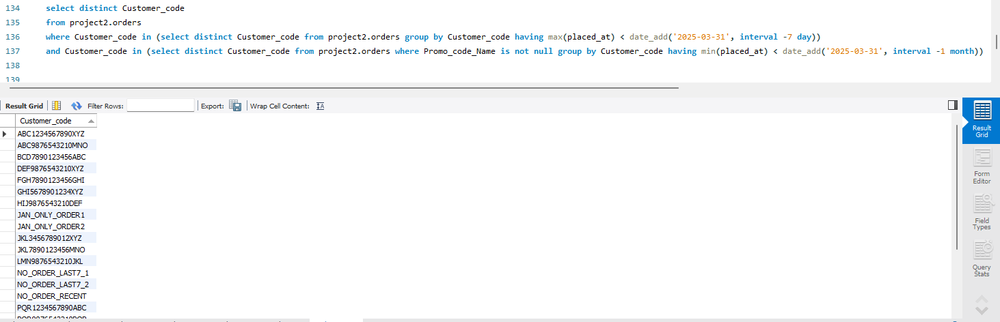 134 select distinct Customer_code
135 from project2.orders
136 where Customer_code in (select distinct Customer_code from project2.orders group by Customer_code having max(placed_at) < date_add('2025-03-31', interval -7 day))
137 and Customer_code in (select distinct Customer_code from project2.orders where Promo_code_Name is not null group by Customer_code having min(placed_at) < date_add('2025-03-31', interval -1 month))
138
139
Result Grid Filter Rows: Export: Wrap Cell Content:
Customer_code
ABC1234567890XYZ
ABC9876543210MNO
BCD7890123456ABC
DEF9876543210XYZ
FGH7890123456GHI
GHI5678901234XYZ
HIJ9876543210DEF
JAN_ONLY_ORDER1
JAN_ONLY_ORDER2
JKL3456789012XYZ
JKL7890123456MNO
LMN9876543210JKL
NO_ORDER_LAST7_1
NO_ORDER_LAST7_2
NO_ORDER_RECENT
PQR1234567890ABC
Result
Grid
Form
Editor
Field
Types
Query
Stats